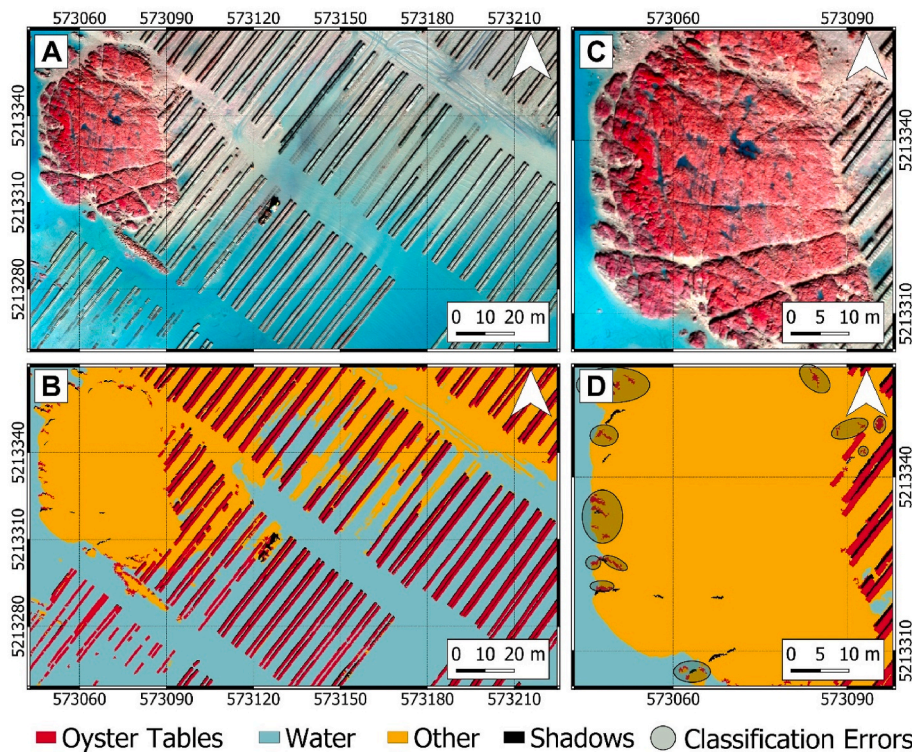 573060 573090 573120 573150 573180 573210
573060 573090
A
C
5213340
5213310
5213280
5213340
5213310
0 10 20 m
0 5 10 m
B
D
5213340
5213310
5213280
5213340
5213310
0 10 20 m
0 5 10 m
573060 573090 573120 573150 573180 573210
573060 573090
Oyster Tables Water Other Shadows Classification Errors